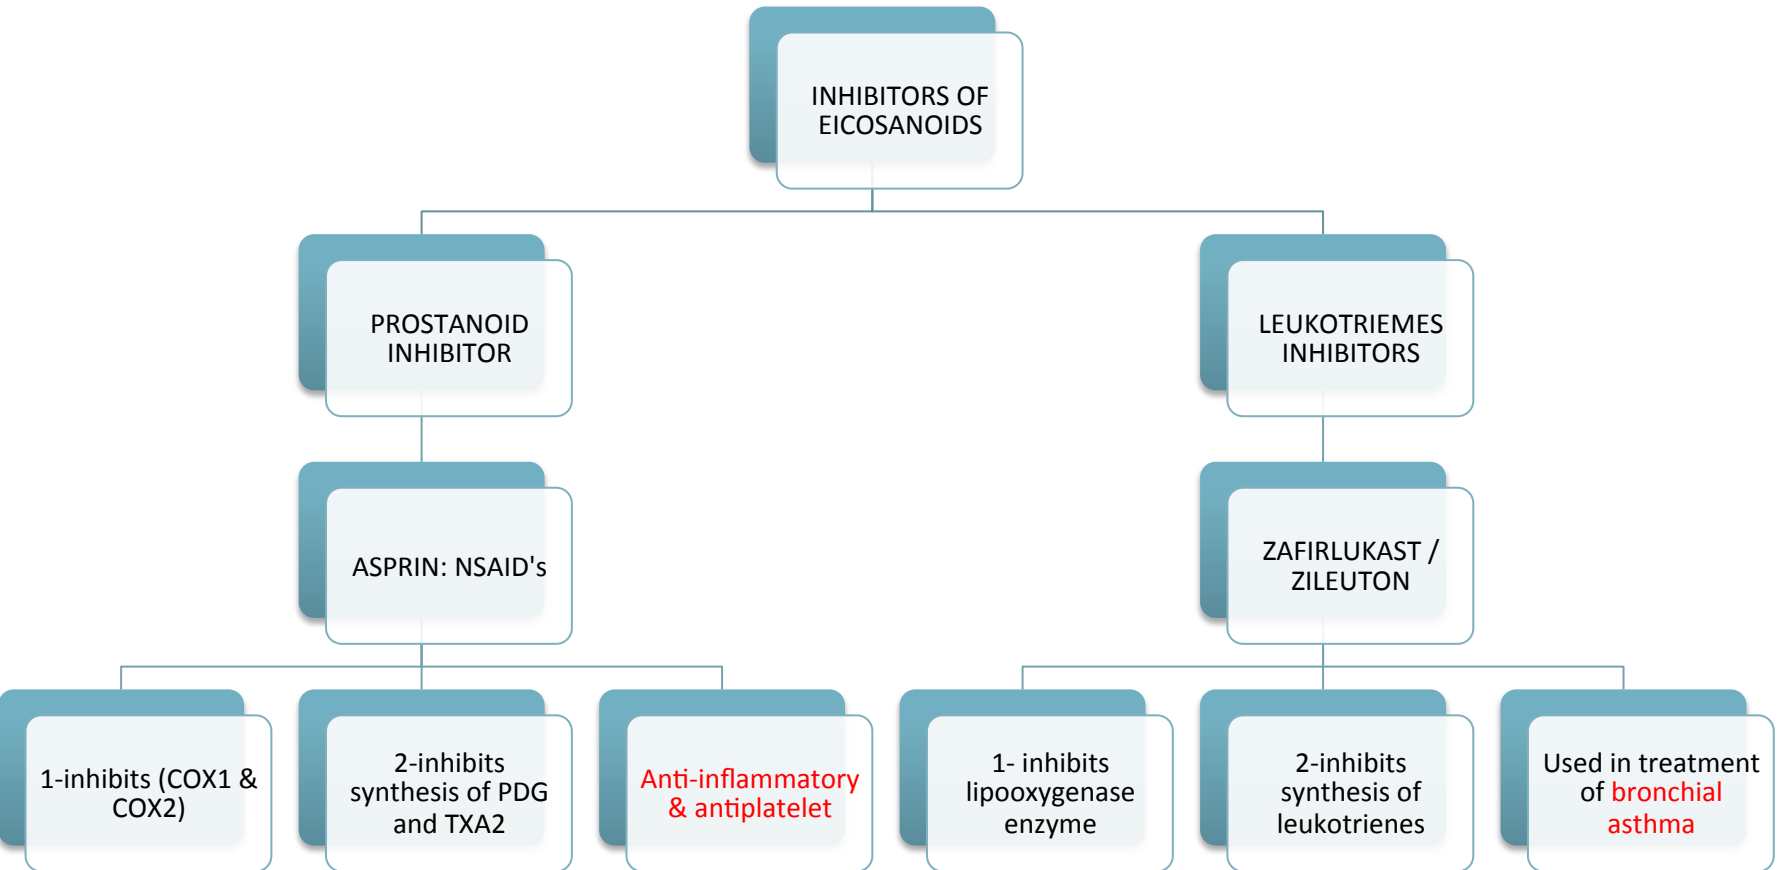 INHIBITORS OF
EICOSANOIDS
PROSTANOID
INHIBITOR
LEUKOTRIEMES
INHIBITORS
ASPRIN: NSAID's
ZAFIRLUKAST /
ZILEUTON
1-inhibits (COX1 &
COX2)
2-inhibits
synthesis of PDG
and TXA2
Anti-inflammatory
& antiplatelet
1- inhibits
lipooxygenase
enzyme
2-inhibits
synthesis of
leukotrienes
Used in treatment
of bronchial
asthma